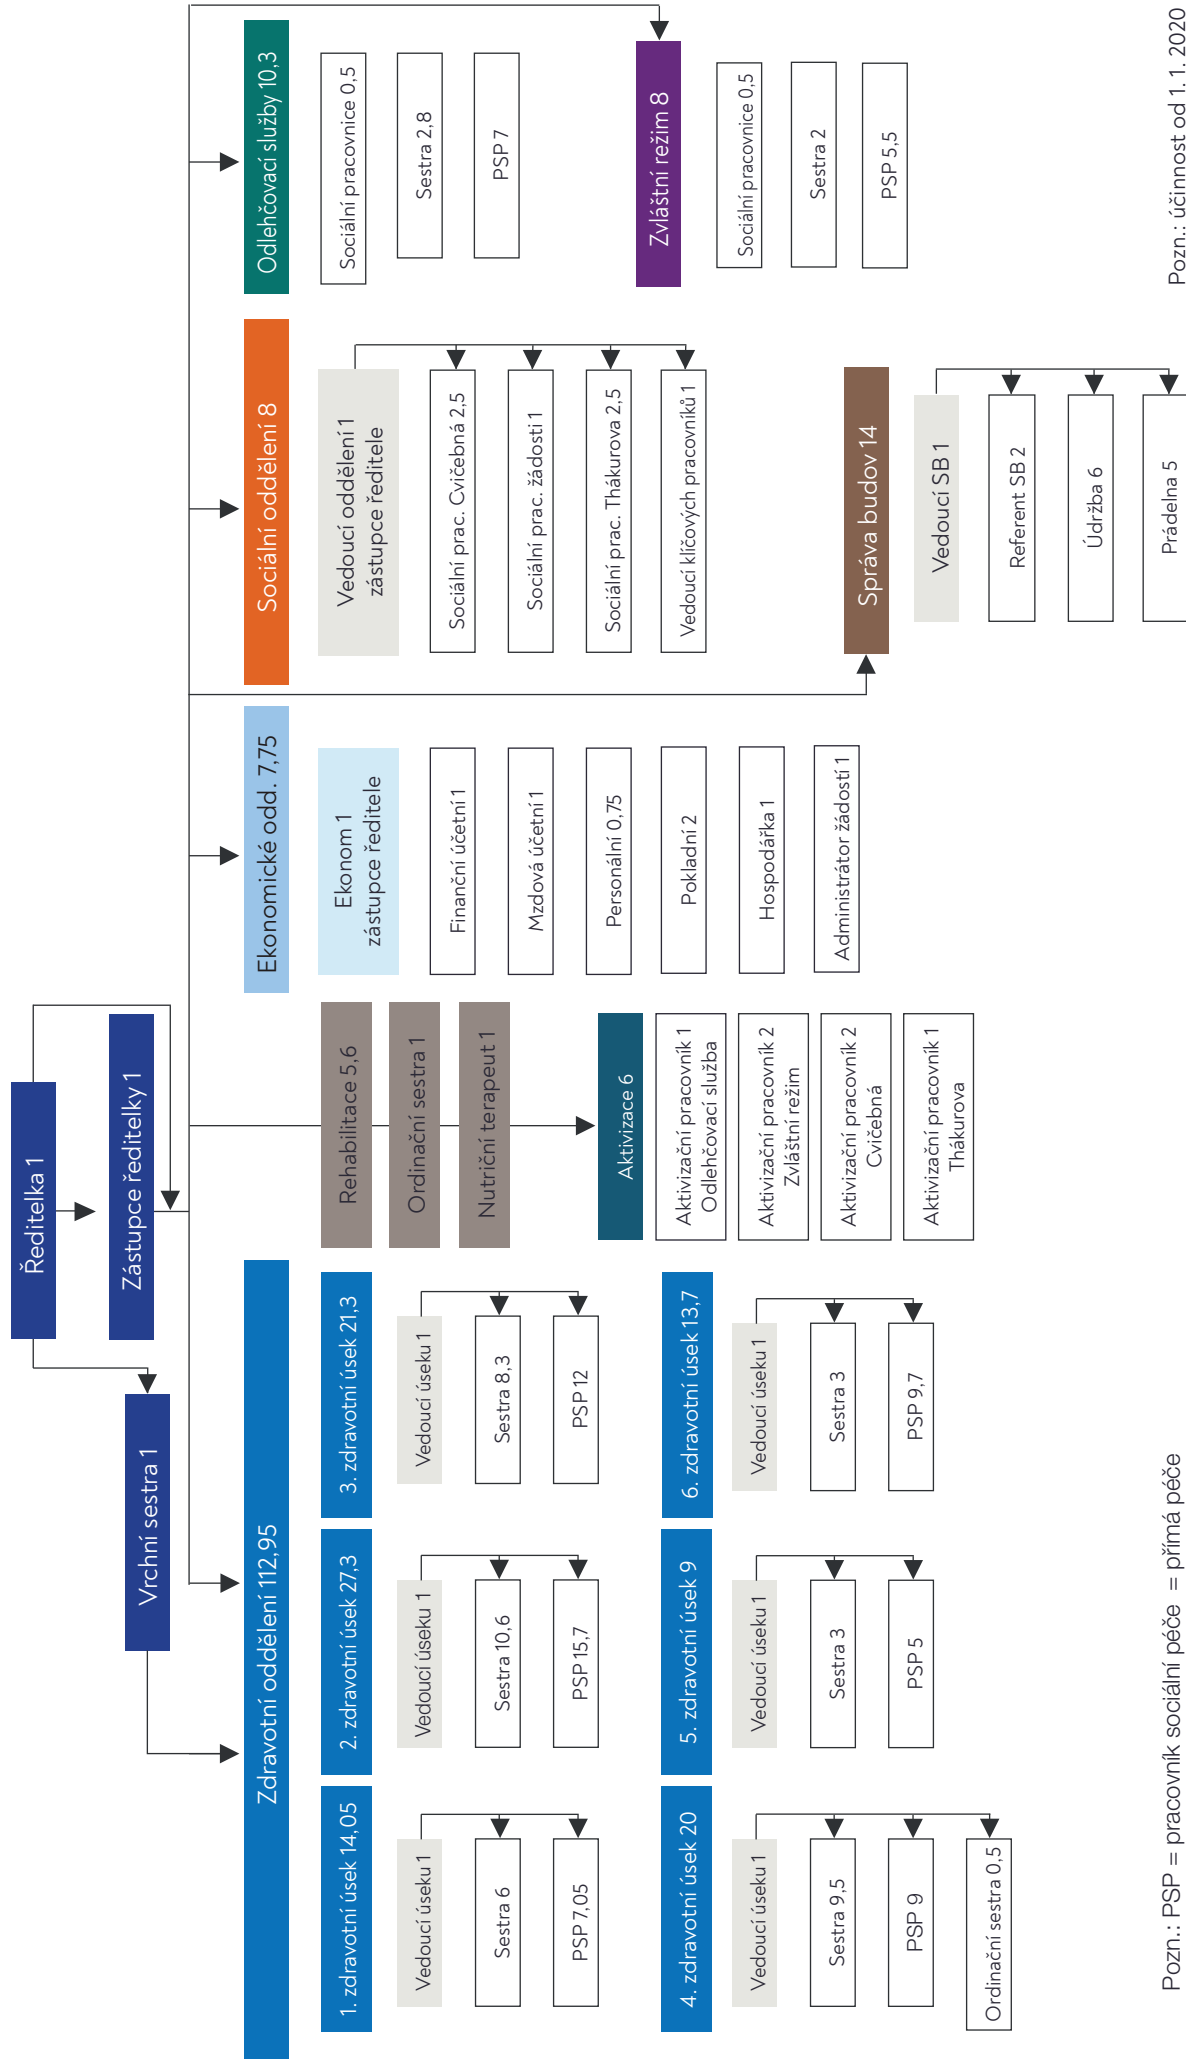 Ředitelka 1
Zástupce ředitelky 1
Vrchní sestra 1
Zdravotní oddělení 112,95
1. zdravotní úsek 14,05
Vedoucí úseku 1
Sestra 6
PSP 7,05
2. zdravotní úsek 27,3
Vedoucí úseku 1
Sestra 10,6
PSP 15,7
3. zdravotní úsek 21,3
Vedoucí úseku 1
Sestra 8,3
PSP 12
4. zdravotní úsek 20
Vedoucí úseku 1
Sestra 9,5
PSP 9
Ordinační sestra 0,5
5. zdravotní úsek 9
Vedoucí úseku 1
Sestra 3
PSP 5
6. zdravotní úsek 13,7
Vedoucí úseku 1
Sestra 3
PSP 9,7
Rehabilitace 5,6
Ordinační sestra 1
Nutriční terapeut 1
Aktivizace 6
Aktivizační pracovník 1
Odlehčovací služba
Aktivizační pracovník 2
Zvláštní režim
Aktivizační pracovník 2
Cvičebná
Aktivizační pracovník 1
Thákurova
Ekonomické odd. 7,75
Ekonom 1
zástupce ředitele
Finanční účetní 1
Mzdová účetní 1
Personální 0,75
Pokladní 2
Hospodářka 1
Administrátor žádostí 1
Sociální oddělení 8
Vedoucí oddělení 1
zástupce ředitele
Sociální prac. Cvičebná 2,5
Sociální prac. žádosti 1
Sociální prac. Thákurova 2,5
Vedoucí klíčových pracovníků 1
Správa budov 14
Vedoucí SB 1
Referent SB 2
Údržba 6
Prádelna 5
Odlehčovací služby 10,3
Sociální pracovnice 0,5
Sestra 2,8
PSP 7
Zvláštní režim 8
Sociální pracovnice 0,5
Sestra 2
PSP 5,5
Pozn.: PSP = pracovník sociální péče = přímá péče
Pozn.: účinnost od 1. 1. 2020